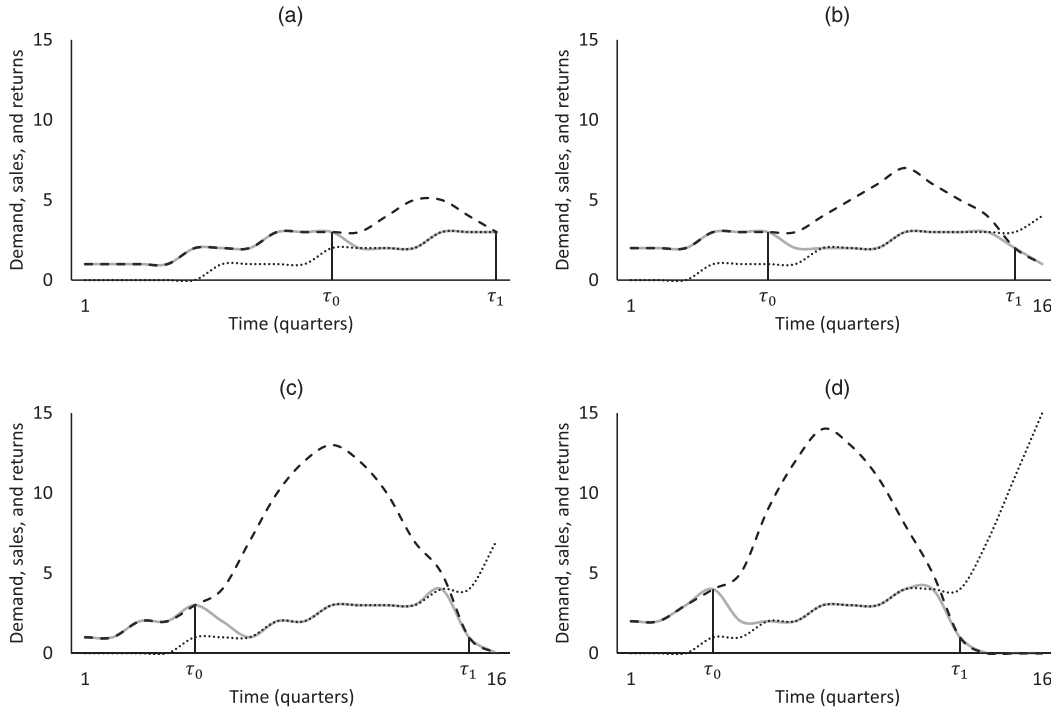 (a)
Demand, sales, and returns
15
10
5
0
1
τ₀
τ₁
Time (quarters)
(b)
Demand, sales, and returns
15
10
5
0
1
τ₀
τ₁
16
Time (quarters)
(c)
Demand, sales, and returns
15
10
5
0
1
τ₀
τ₁
16
Time (quarters)
(d)
Demand, sales, and returns
15
10
5
0
1
τ₀
τ₁
16
Time (quarters)